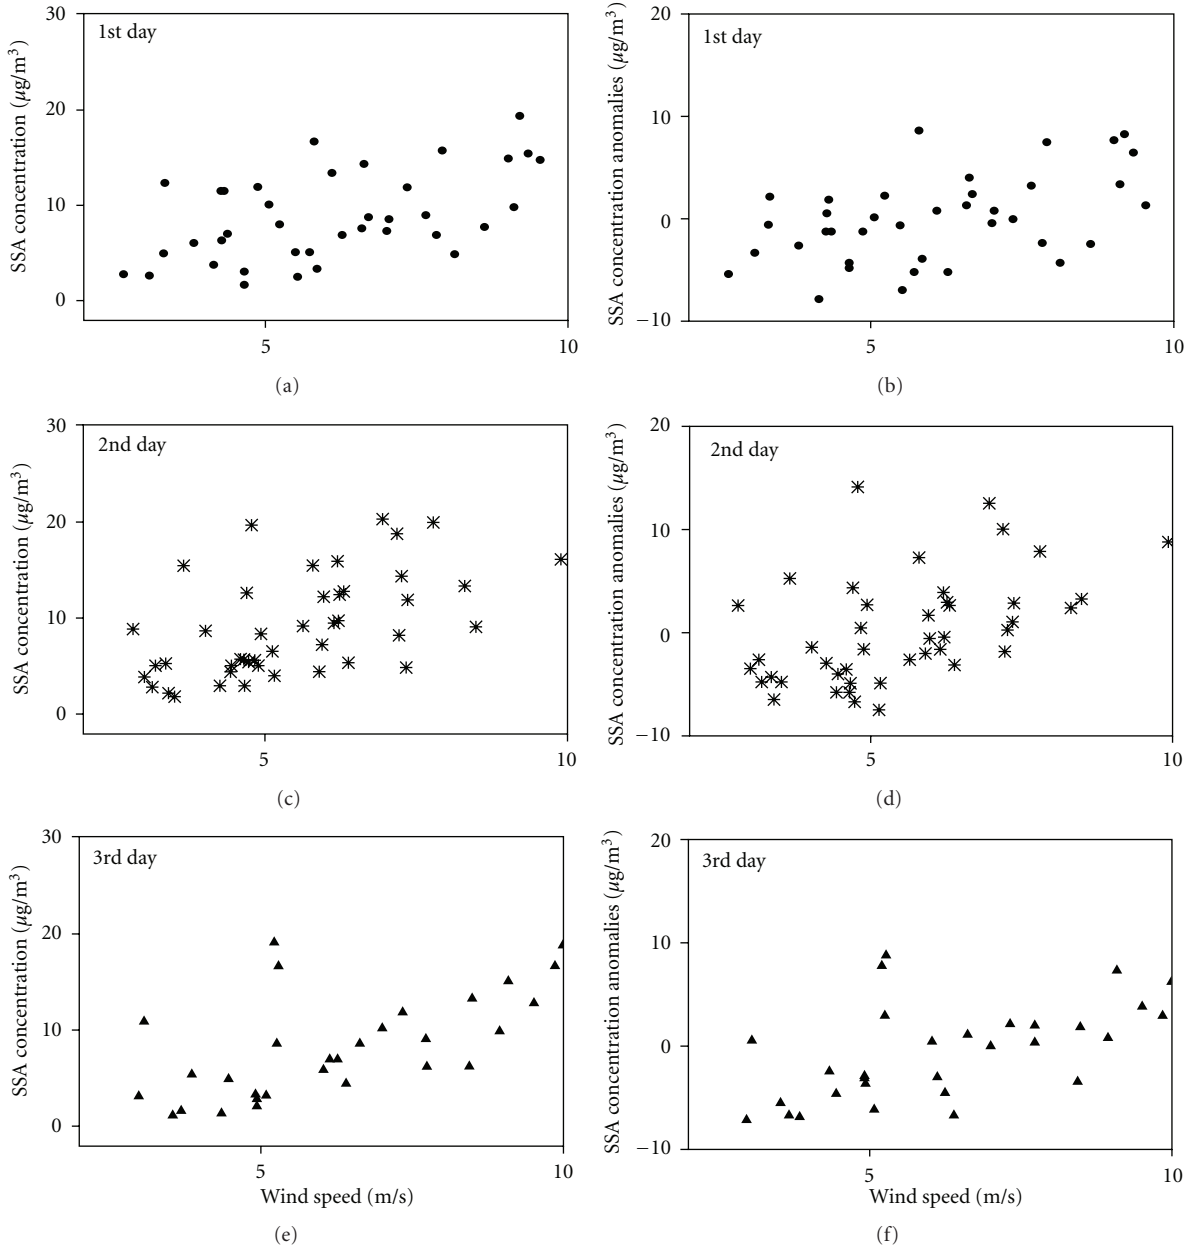 30
20
10
0
SSA concentration (µg/m³)
1st day
5
10
(a)
20
10
0
−10
SSA concentration anomalies (µg/m³)
1st day
5
10
(b)
30
20
10
0
SSA concentration (µg/m³)
2nd day
5
10
(c)
20
10
0
−10
SSA concentration anomalies (µg/m³)
2nd day
5
10
(d)
30
20
10
0
SSA concentration (µg/m³)
3rd day
5
10
Wind speed (m/s)
(e)
20
10
0
−10
SSA concentration anomalies (µg/m³)
3rd day
5
10
Wind speed (m/s)
(f)